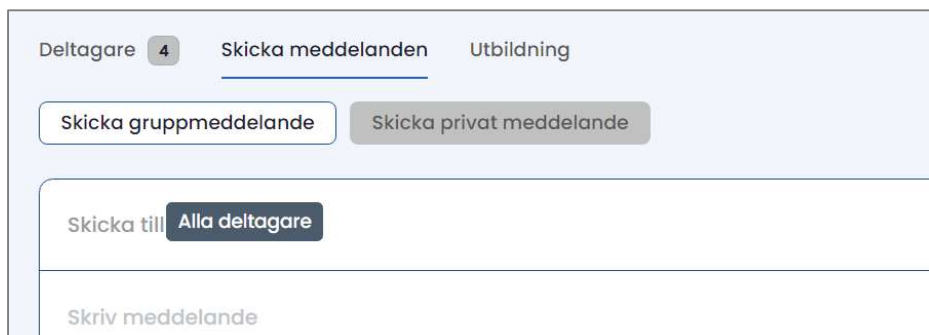 Deltagare 4 Skicka meddelanden Utbildning
Skicka gruppmeddelande Skicka privat meddelande
Skicka till Alla deltagare
Skriv meddelande